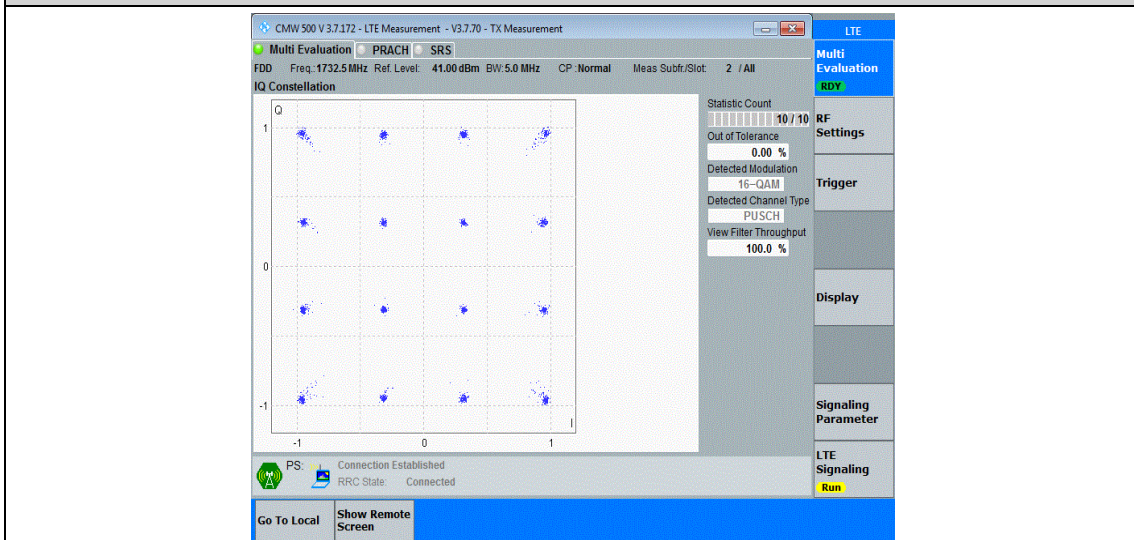 CMW 500 V 3.7.172 - LTE Measurement - V3.7.70 - TX Measurement
LTE
Multi Evaluation PRACH SRS
Multi
Evaluation
RDY
FDD Freq.:1732.5 MHz Ref. Level: 41.00 dBm BW:5.0 MHz CP :Normal Meas Subfr./Slot: 2 / All
IQ Constellation
Q
1
0
-1
-1 0 1
I
Statistic Count
10 / 10
Out of Tolerance
0.00 %
Detected Modulation
16-QAM
Detected Channel Type
PUSCH
View Filter Throughput
100.0 %
RF
Settings
Trigger
Display
Signaling
Parameter
LTE
Signaling
Run
PS: Connection Established
RRC State: Connected
Go To Local
Show Remote
Screen